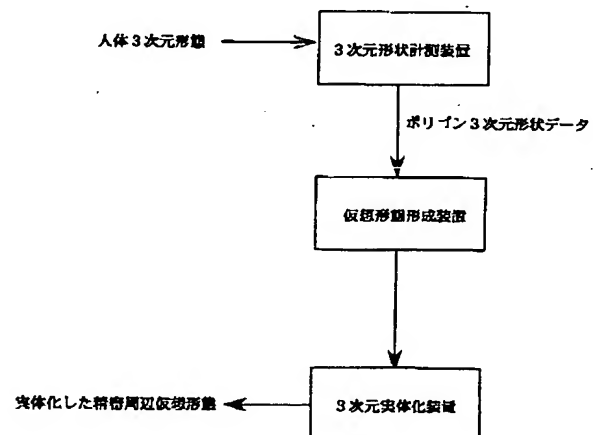 人体3次元形態
3次元形状計測装置
ポリゴン3次元形状データ
仮想形態形成装置
3次元実体化装置
実体化した精密周辺仮想形態